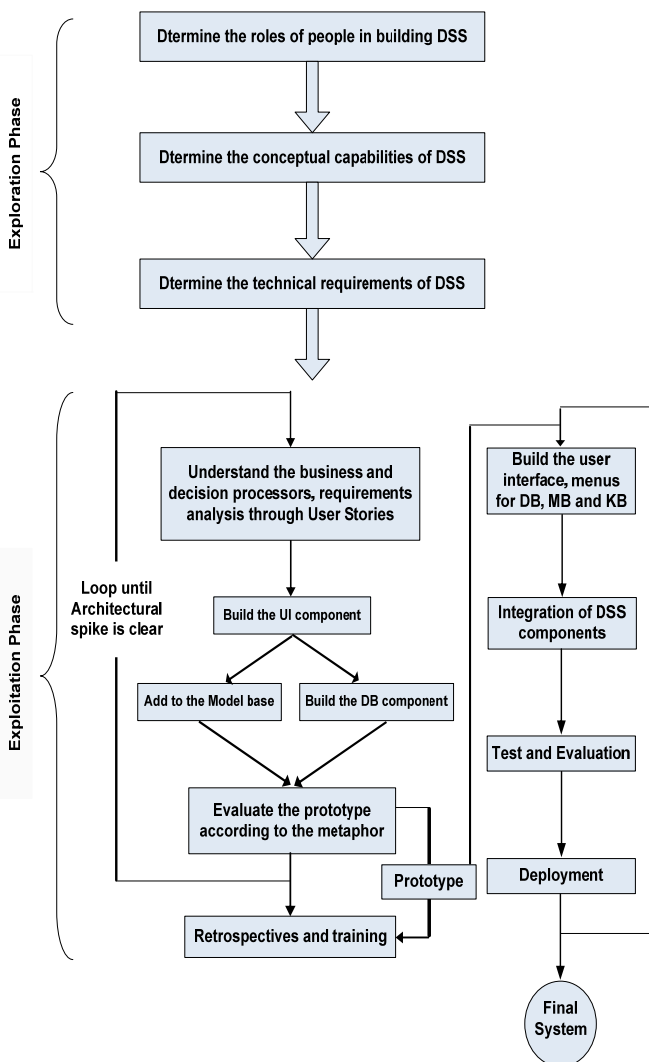 Exploration Phase
Dtermine the roles of people in building DSS
Dtermine the conceptual capabilities of DSS
Dtermine the technical requirements of DSS
Exploitation Phase
Loop until
Architectural
spike is clear
Understand the business and
decision processors, requirements
analysis through User Stories
Build the UI component
Add to the Model base
Build the DB component
Evaluate the prototype
according to the metaphor
Prototype
Retrospectives and training
Build the user
interface, menus
for DB, MB and KB
Integration of DSS
components
Test and Evaluation
Deployment
Final
System